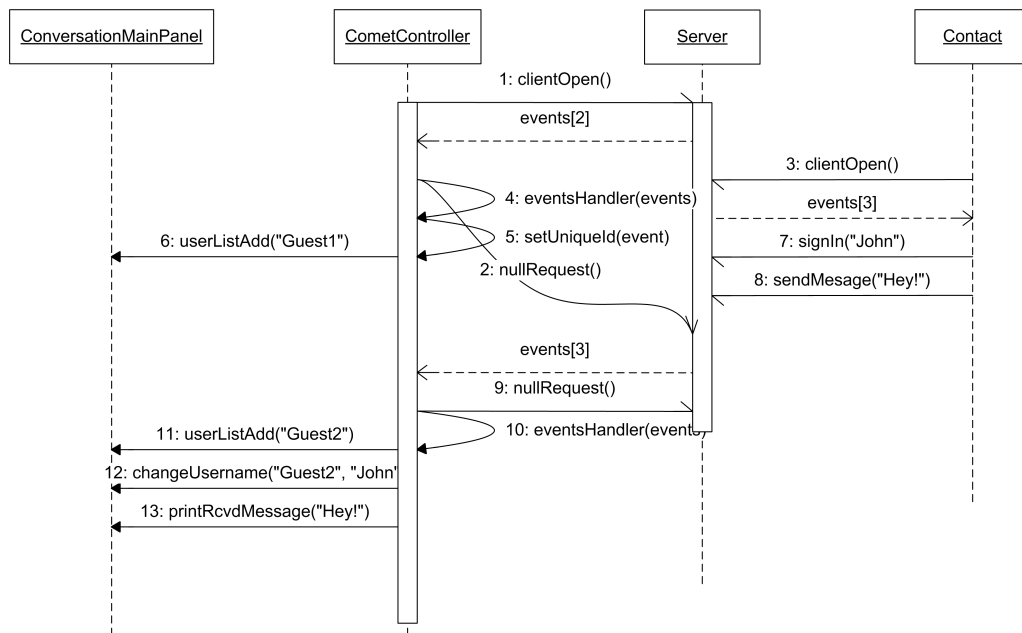 ConversationMainPanel
CometController
Server
Contact
1: clientOpen()
events[2]
3: clientOpen()
4: eventsHandler(events)
events[3]
6: userListAdd("Guest1")
5: setUniqueId(event)
7: signIn("John")
2: nullRequest()
8: sendMesage("Hey!")
events[3]
9: nullRequest()
11: userListAdd("Guest2")
10: eventsHandler(events)
12: changeUsername("Guest2", "John"
13: printRcvdMessage("Hey!")